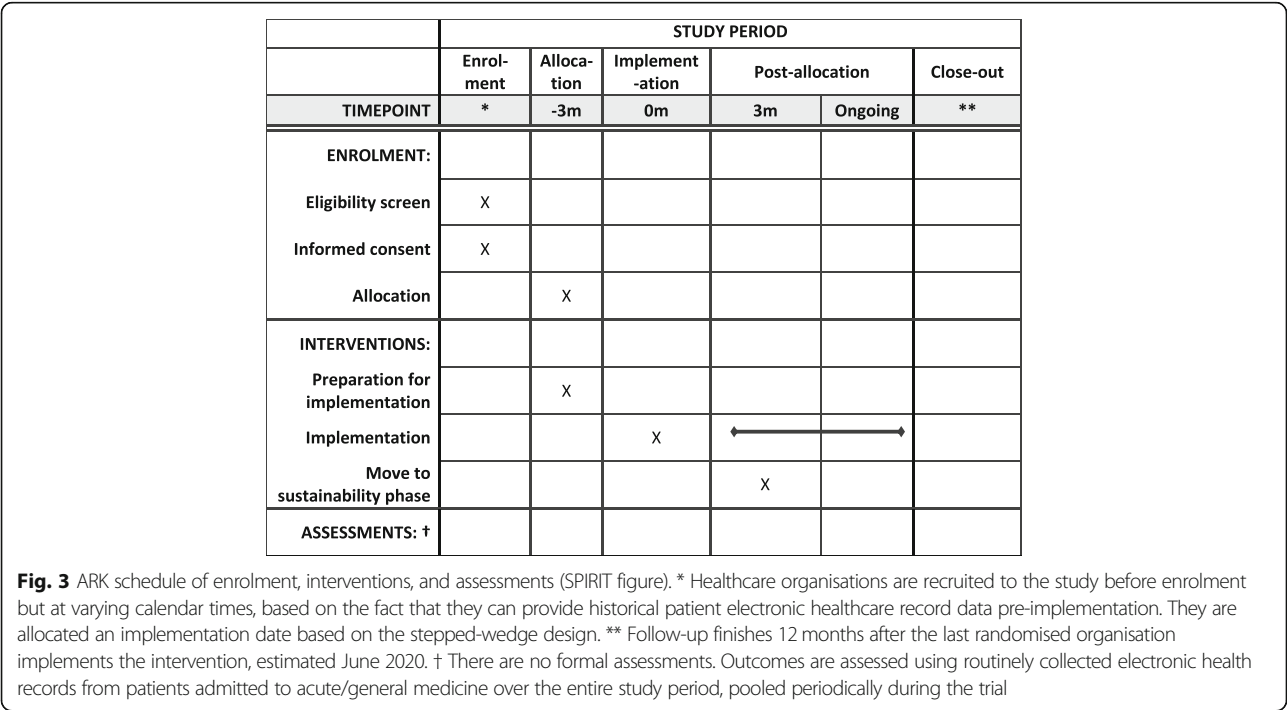 STUDY PERIOD
Enrol- Alloca- Implement
ment tion -ation Post-allocation Close-out
TIMEPOINT * -3m 0m 3m Ongoing **
ENROLMENT:
Eligibility screen X
Informed consent X
Allocation X
INTERVENTIONS:
Preparation for
implementation X
Implementation X
Move to
sustainability phase X
ASSESSMENTS: †
Fig. 3 ARK schedule of enrolment, interventions, and assessments (SPIRIT figure). * Healthcare organisations are recruited to the study before enrolment
but at varying calendar times, based on the fact that they can provide historical patient electronic healthcare record data pre-implementation. They are
allocated an implementation date based on the stepped-wedge design. ** Follow-up finishes 12 months after the last randomised organisation
implements the intervention, estimated June 2020. † There are no formal assessments. Outcomes are assessed using routinely collected electronic health
records from patients admitted to acute/general medicine over the entire study period, pooled periodically during the trial